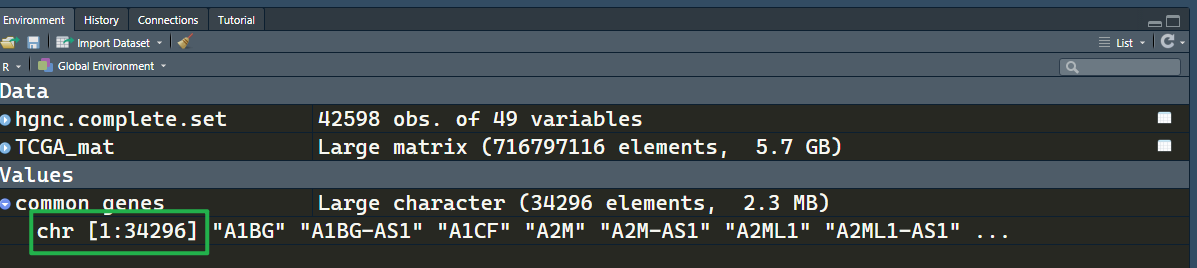 Environment History Connections Tutorial
Import Dataset List
R Global Environment
Data
hgnc.complete.set 42598 obs. of 49 variables
TCGA_mat Large matrix (716797116 elements, 5.7 GB)
Values
common_genes Large character (34296 elements, 2.3 MB)
chr [1:34296] "A1BG" "A1BG-AS1" "A1CF" "A2M" "A2M-AS1" "A2ML1" "A2ML1-AS1" ...